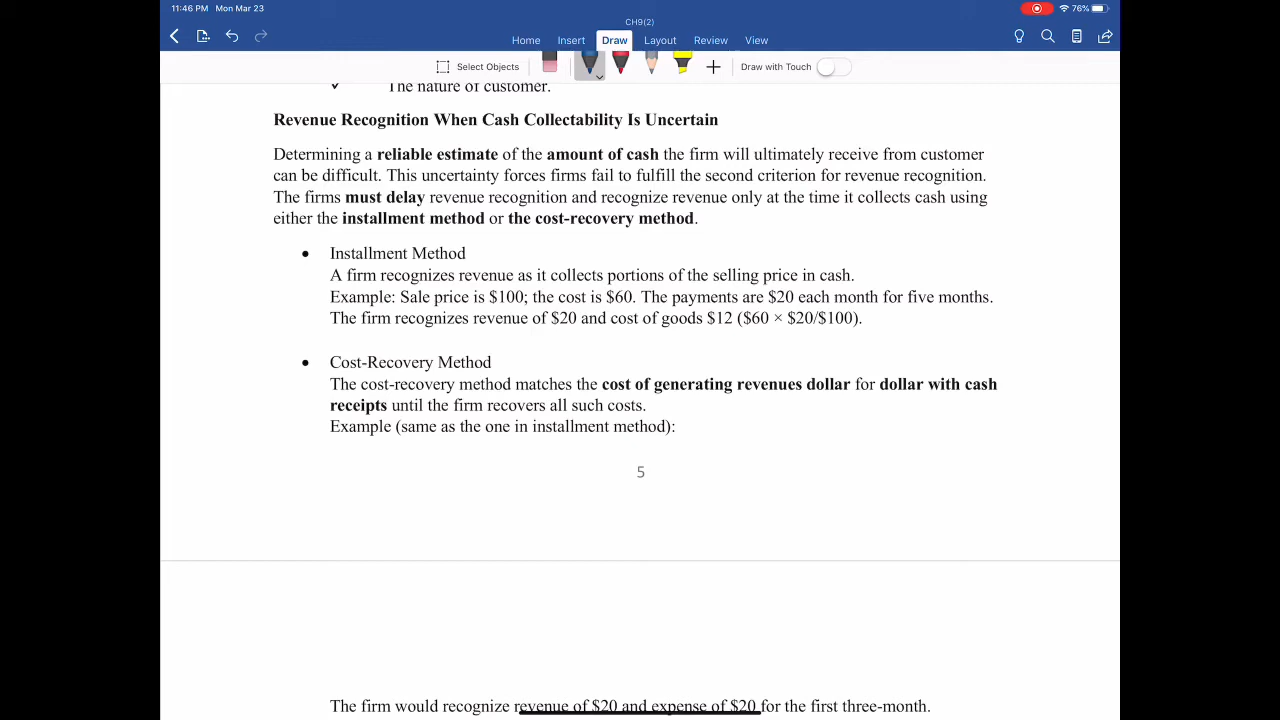 11:46 PM Mon Mar 23
76%
CH9(2)
Home Insert Draw Layout Review View
Select Objects
Draw with Touch
✓ The nature of customer.
Revenue Recognition When Cash Collectability Is Uncertain
Determining a reliable estimate of the amount of cash the firm will ultimately receive from customer
can be difficult. This uncertainty forces firms fail to fulfill the second criterion for revenue recognition.
The firms must delay revenue recognition and recognize revenue only at the time it collects cash using
either the installment method or the cost-recovery method.
• Installment Method
A firm recognizes revenue as it collects portions of the selling price in cash.
Example: Sale price is $100; the cost is $60. The payments are $20 each month for five months.
The firm recognizes revenue of $20 and cost of goods $12 ($60 × $20/$100).
• Cost-Recovery Method
The cost-recovery method matches the cost of generating revenues dollar for dollar with cash
receipts until the firm recovers all such costs.
Example (same as the one in installment method):
5
The firm would recognize revenue of $20 and expense of $20 for the first three-month.